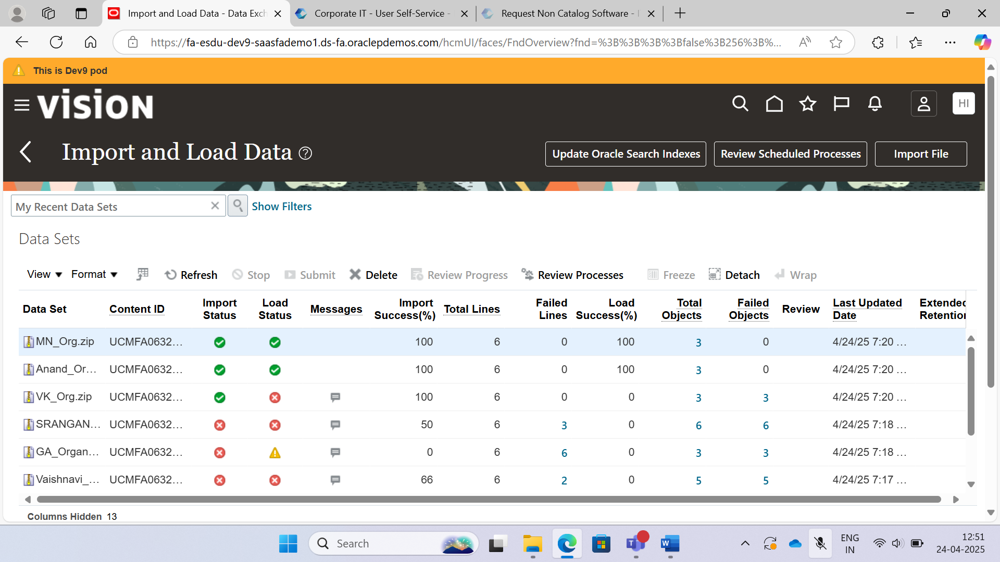 Import and Load Data - Data Exch
Corporate IT - User Self-Service -
Request Non Catalog Software -
https://fa-esdu-dev9-saasfademo1.ds-fa.oraclepdemos.com/hcmUI/faces/FndOverview?fnd=%3B%3B%3B%3Bfalse%3B256%3B%...
This is Dev9 pod
VISION
HI
Import and Load Data ?
Update Oracle Search Indexes
Review Scheduled Processes
Import File
My Recent Data Sets
Show Filters
Data Sets
View Format Refresh Stop Submit Delete Review Progress Review Processes Freeze Detach Wrap
Data Set Content ID Import Status Load Status Messages Import Success(%) Total Lines Failed Lines Load Success(%) Total Objects Failed Objects Review Last Updated Date Extended Retention
MN_Org.zip UCMFA0632... 100 6 0 100 3 0 4/24/25 7:20 ...
Anand_Or... UCMFA0632... 100 6 0 100 3 0 4/24/25 7:20 ...
VK_Org.zip UCMFA0632... 100 6 0 0 3 3 4/24/25 7:20 ...
SRANGAN... UCMFA0632... 50 6 3 0 6 6 4/24/25 7:18 ...
GA_Organ... UCMFA0632... 0 6 6 0 3 3 4/24/25 7:18 ...
Vaishnavi_... UCMFA0632... 66 6 2 0 5 5 4/24/25 7:17 ...
Columns Hidden 13
Search
ENG
IN
12:51
24-04-2025